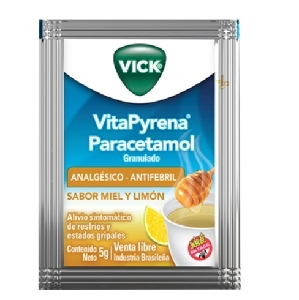 VICK
VitaPyrena®
Paracetamol
Granulado
ANALGÉSICO - ANTIFEBRIL
SABOR MIEL Y LIMÓN
Alivio sintomático
de resfríos y
estados gripales
Contenido
Neto 5g
Venta libre
Industria Brasileña
SIN T.A.C.C.